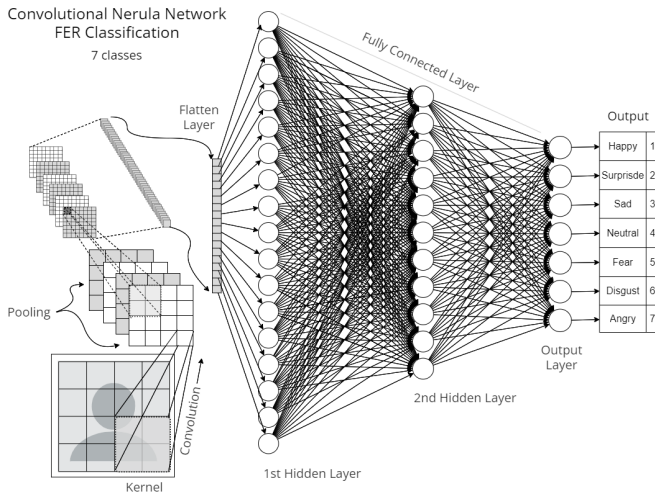 Convolutional Nerula Network
FER Classification
7 classes
Fully Connected Layer
Flatten
Layer
Output
Happy 1
Surprisde 2
Sad 3
Neutral 4
Fear 5
Disgust 6
Angry 7
Pooling
Output
Layer
Convolution
2nd Hidden Layer
1st Hidden Layer
Kernel